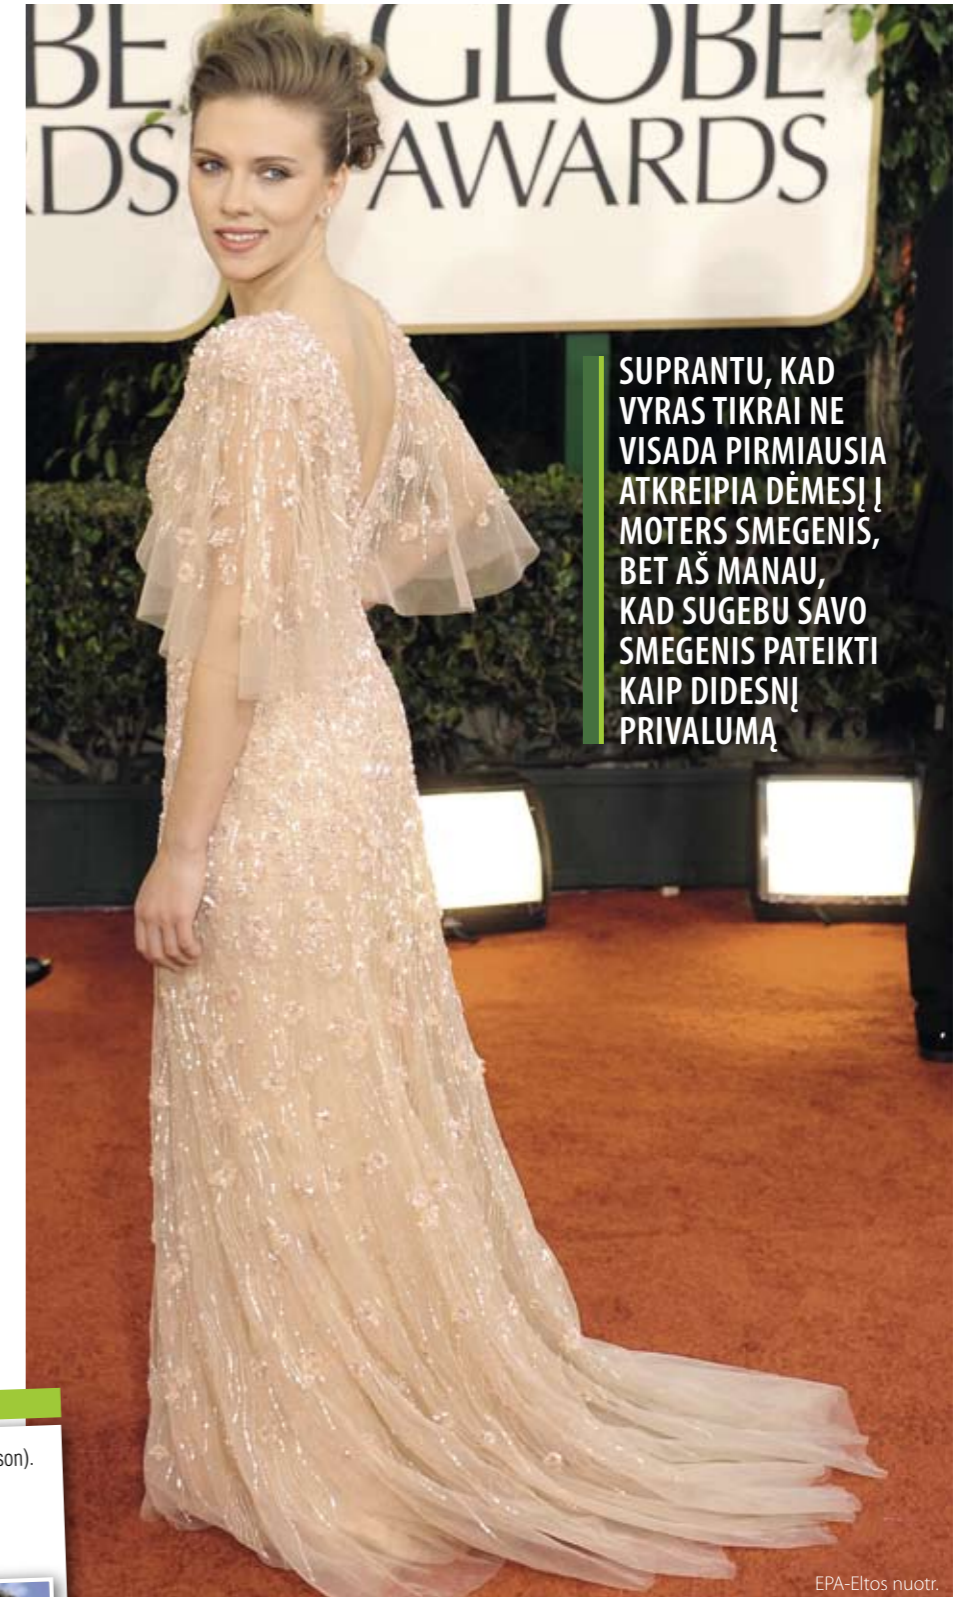 BE
GLOBE
DS
AWARDS
SUPRANTU, KAD
VYRAS TIKRAI NE
VISADA PIRMIAUSIA
ATKREIPIA DĖMESĮ Į
MOTERS SMEGENIS,
BET AŠ MANAU,
KAD SUGEBU SAVO
SMEGENIS PATEIKTI
KAIP DIDESNĮ
PRIVALUMĄ
son).
EPA-Eltos nuotr.